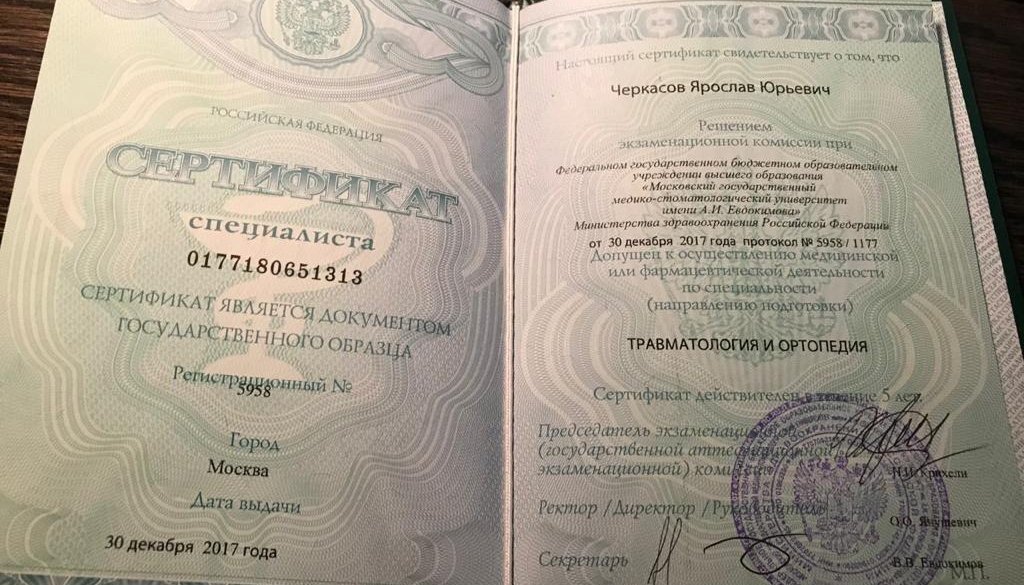 РОССИЙСКАЯ ФЕДЕРАЦИЯ
СЕРТИФИКАТ
специалиста
0177180651313
СЕРТИФИКАТ ЯВЛЯЕТСЯ ДОКУМЕНТОМ
ГОСУДАРСТВЕННОГО ОБРАЗЦА
Регистрационный №
5958
Город
Москва
Дата выдачи
30 декабря 2017 года
Настоящий сертификат свидетельствует о том, что
Черкасов Ярослав Юрьевич
Решением
экзаменационной комиссии при
Федеральном государственном бюджетном образовательном
учреждении высшего образования
«Московский государственный
медико-стоматологический университет
имени А.И. Евдокимова»
Министерства здравоохранения Российской Федерации
от 30 декабря 2017 года протокол № 5958 / 1177
Допущен к осуществлению медицинской
или фармацевтической деятельности
по специальности
(направлению подготовки)
ТРАВМАТОЛОГИЯ И ОРТОПЕДИЯ
Сертификат действителен в течение 5 лет.
Председатель экзаменационной
(государственной аттестационной/
экзаменационной) комиссии
Н.И. Крихели
Ректор /Директор /Руководитель
О.О. Янушевич
Секретарь
В.В. Евдокимов
М.П.